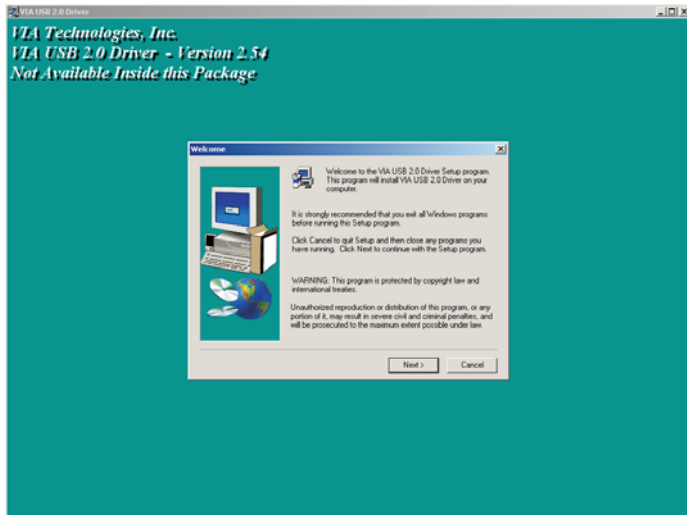 VIA USB 2.0 Driver
VIA Technologies, Inc.
VIA USB 2.0 Driver - Version 2.54
Not Available Inside this Package
Welcome
Welcome to the VIA USB 2.0 Driver Setup program.
This program will install VIA USB 2.0 Driver on your
computer.
It is strongly recommended that you exit all Windows programs
before running this Setup program.
Click Cancel to quit Setup and then close any programs you
have running. Click Next to continue with the Setup program.
WARNING: This program is protected by copyright law and
international treaties.
Unauthorized reproduction or distribution of this program, or any
portion of it, may result in severe civil and criminal penalties, and
will be prosecuted to the maximum extent possible under law.
Next >
Cancel